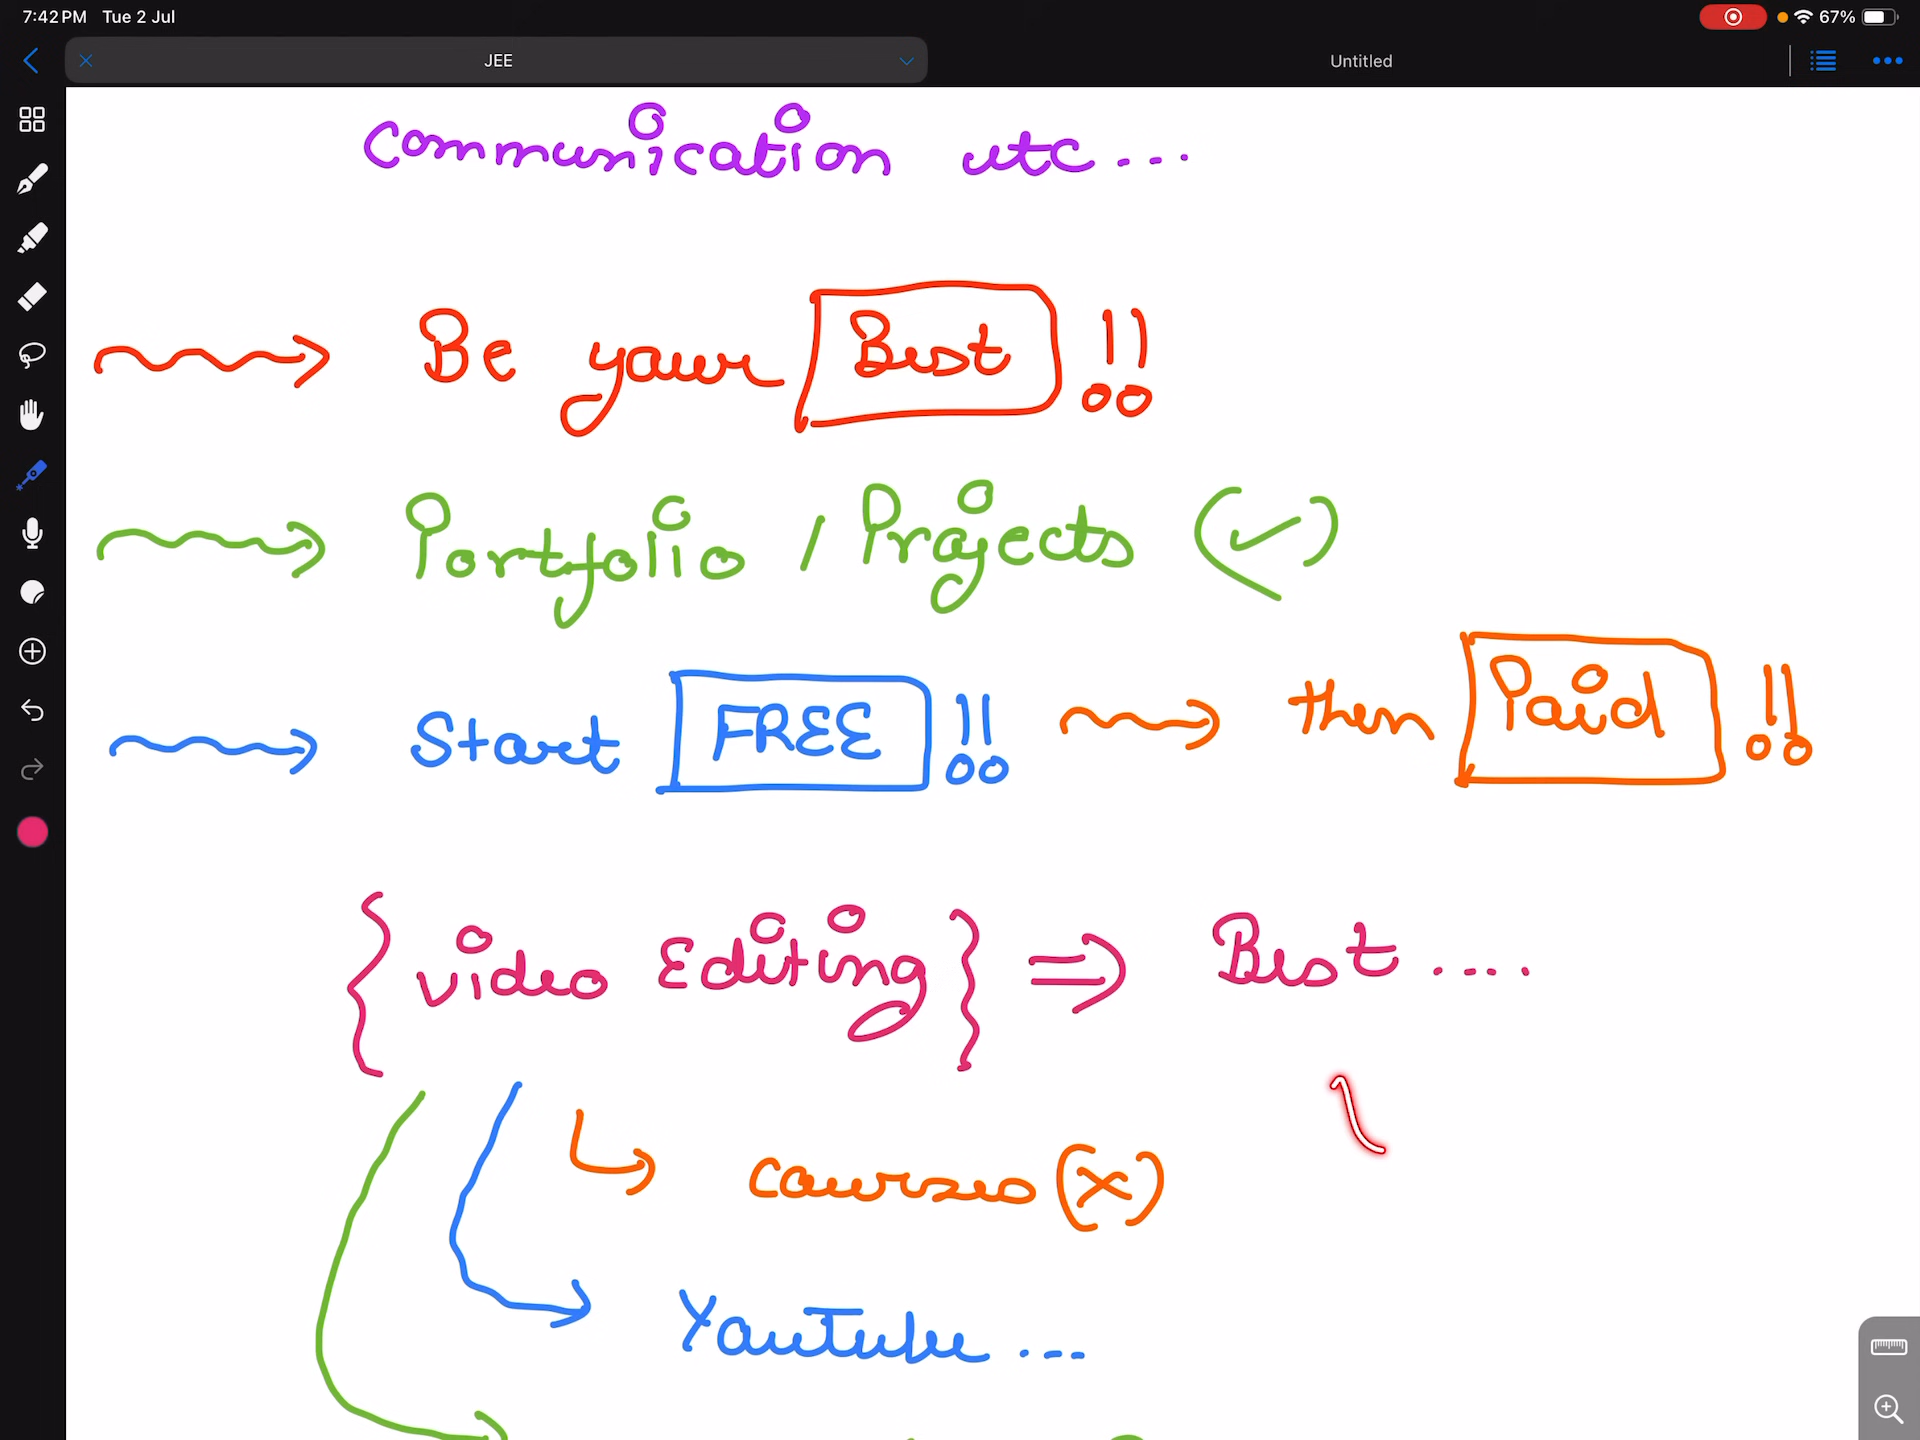 7:42 PM Tue 2 Jul 67%
JEE Untitled
Communication etc...
Be your Best !!
Portfolio / Projects (✓)
Start FREE !! then Paid !!
{ Video Editing } ⇒ Best ....
Courses (x)
YouTube ...